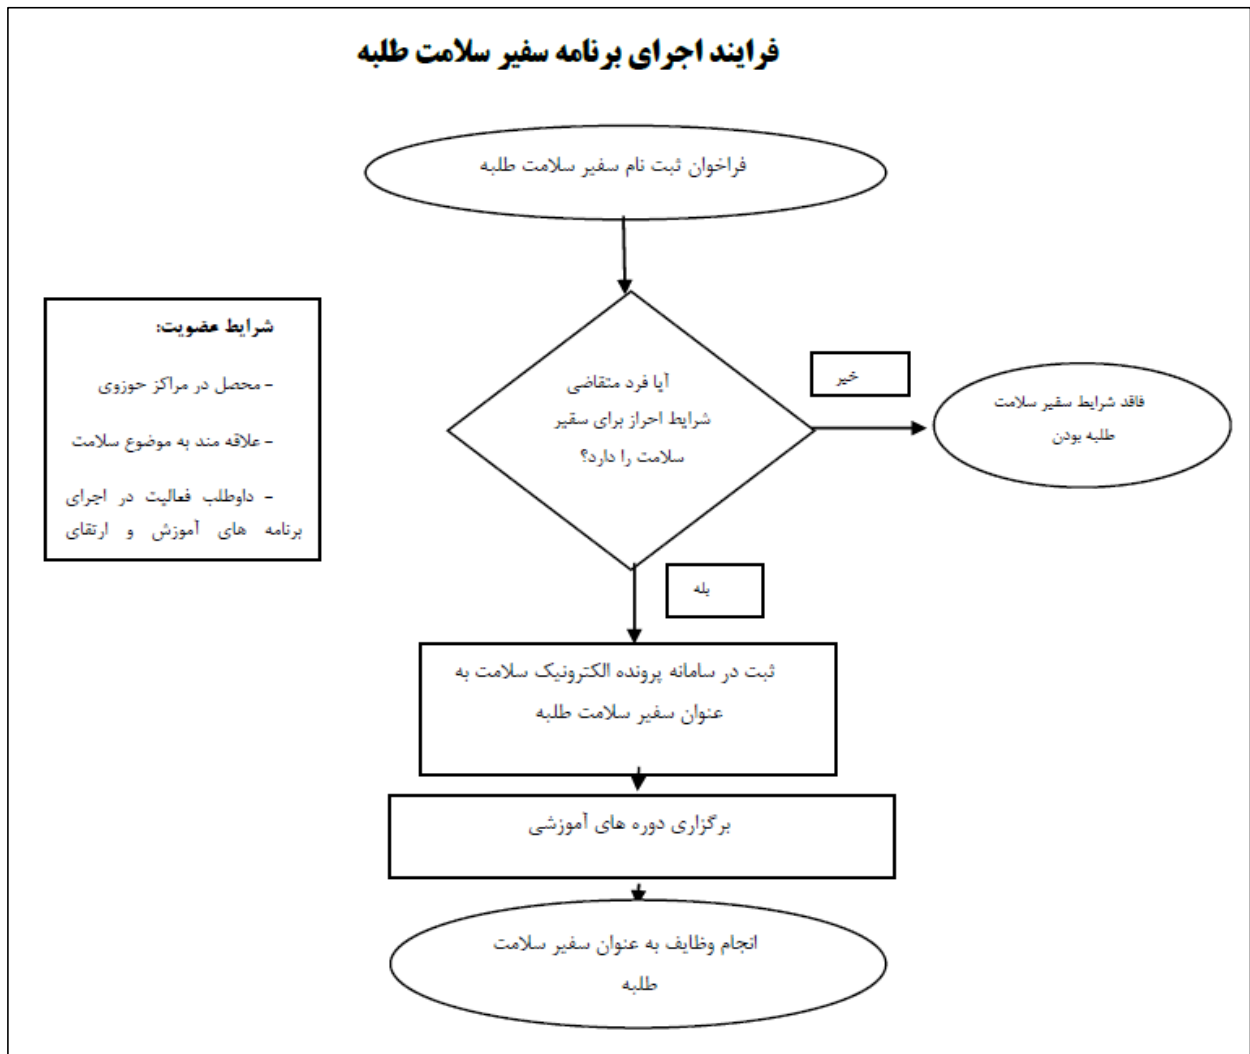 فرایند اجرای برنامه سفیر سلامت طلبه
فراخوان ثبت نام سفیر سلامت طلبه
شرایط عضویت:
- محصل در مراکز حوزوی
- علاقه مند به موضوع سلامت
- داوطلب فعالیت در اجرای
برنامه های آموزش و ارتقای
آیا فرد متقاضی
شرایط احراز برای سفیر
سلامت را دارد؟
خیر
فاقد شرایط سفیر سلامت
طلبه بودن
بله
ثبت در سامانه پرونده الکترونیک سلامت به
عنوان سفیر سلامت طلبه
برگزاری دوره های آموزشی
انجام وظایف به عنوان سفیر سلامت
طلبه